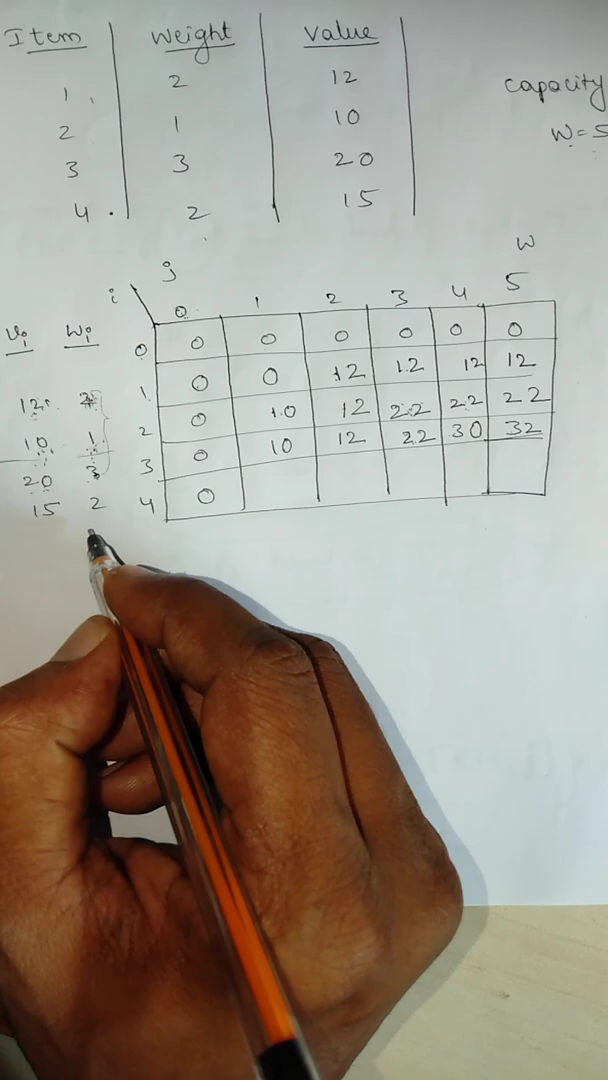 Item weight value
1 2 12
2 1 10
3 3 20
4 2 15
capacity
W=5
W
j
i
0 1 2 3 4 5
vi wi
0 0 0 0 0 0 0
12 2 1 0 0 12 12 12 12
10 1 2 0 10 12 22 22 22
20 3 3 0 10 12 22 30 32
15 2 4 0